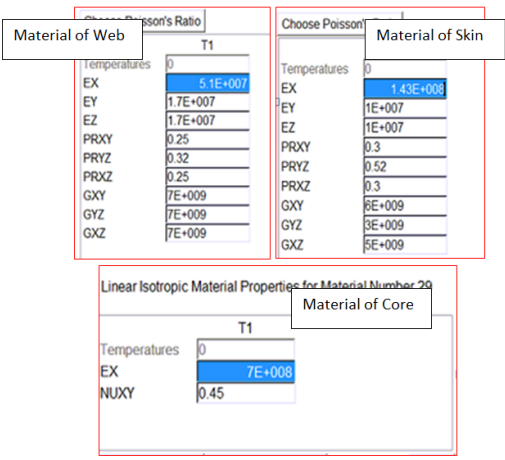 Choose Poisson's Ratio
Material of Web
T1
Temperatures 0
EX 5.1E+007
EY 1.7E+007
EZ 1.7E+007
PRXY 0.25
PRYZ 0.32
PRXZ 0.25
GXY 7E+009
GYZ 7E+009
GXZ 7E+009
Choose Poisson'
Material of Skin
Temperatures 0
EX 1.43E+008
EY 1E+007
EZ 1E+007
PRXY 0.3
PRYZ 0.52
PRXZ 0.3
GXY 6E+009
GYZ 3E+009
GXZ 5E+009
Linear Isotropic Material Properties for Material Number 29
Material of Core
T1
Temperatures 0
EX 7E+008
NUXY 0.45